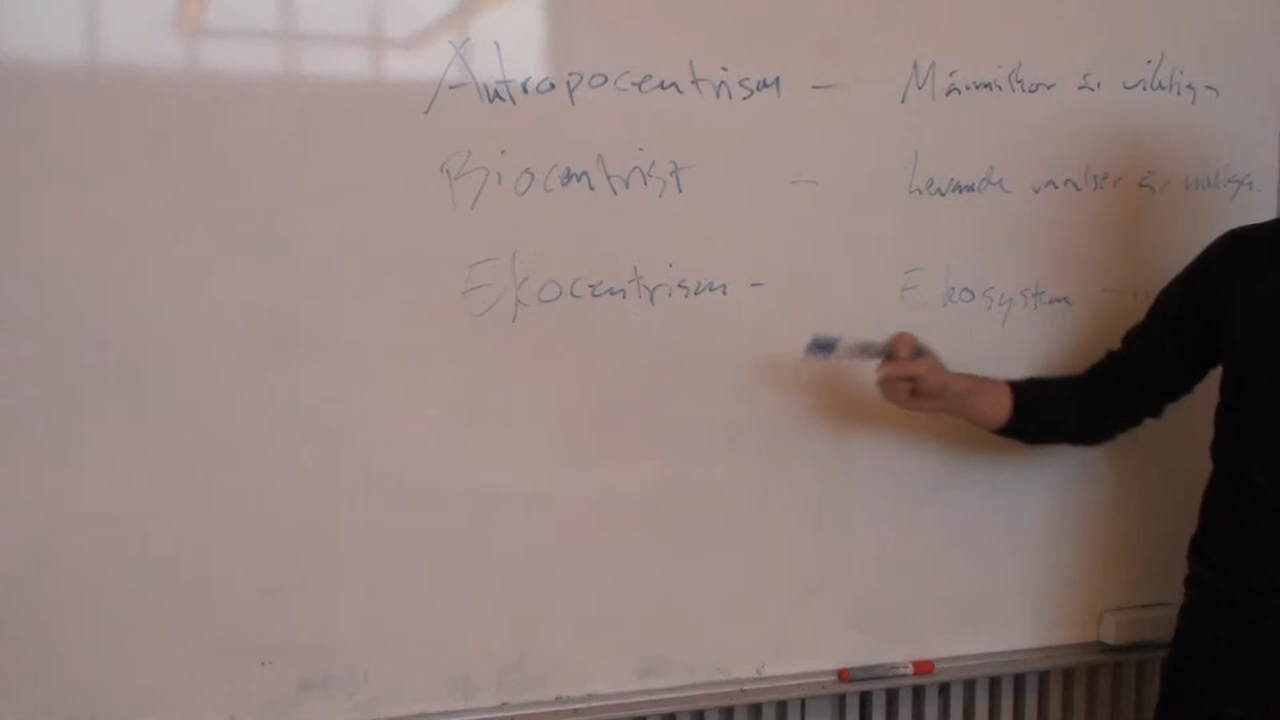 Antropocentrism - Människor är viktiga
Biocentrist - Levande varelser är viktiga.
Ekocentrism - Ekosystem -